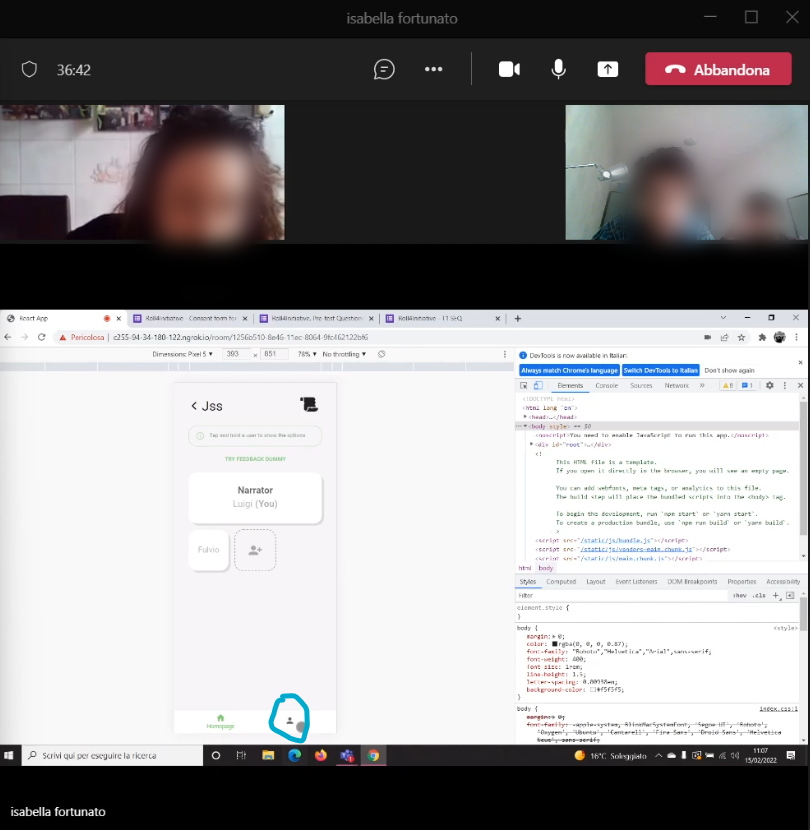 isabella fortunato
36:42
Abbandona
React App
Roll4Initiative - Consent form for
Roll4Initiative, Pre-test Question
Roll4Initiative - T1 SEQ
Pericolosa | c255-94-34-180-122.ngrok.io/room/
Dimensions: Pixel 5 393 × 851 78% No throttling
DevTools is now available in Italian!
Always match Chrome's language Switch DevTools to Italian Don't show again
Elements Console Sources Network » 8 1
Jss
Tap and hold a user to show the options
TRY FEEDBACK DUMMY
Narrator
Luigi (You)
Fulvio
Homepage
<!DOCTYPE html>
<html lang="en">
<head>…</head>
<body style> == $0
<noscript>You need to enable JavaScript to run this app.</noscript>
<div id="root">…</div>
<!--
This HTML file is a template.
If you open it directly in the browser, you will see an empty page.
You can add webfonts, meta tags, or analytics to this file.
The build step will place the bundled scripts into the <body> tag.
To begin the development, run `npm start` or `yarn start`.
To create a production bundle, use `npm run build` or `yarn build`.
-->
<script src="/static/js/bundle.js"></script>
<script src="/static/js/vendors~main.chunk.js"></script>
<script src="/static/js/main.chunk.js"></script>
html body
Styles Computed Layout Event Listeners DOM Breakpoints Properties Accessibility
Filter :hov .cls +
element.style {
}
body { <style>
margin: 0;
color: rgba(0, 0, 0, 0.87);
font-family: "Roboto","Helvetica","Arial",sans-serif;
font-weight: 400;
font-size: 1rem;
line-height: 1.5;
letter-spacing: 0.00938em;
background-color: #f5f5f5;
}
body { index.css:1
margin: 0;
font-family: -apple-system, BlinkMacSystemFont, 'Segoe UI', 'Roboto',
'Oxygen', 'Ubuntu', 'Cantarell', 'Fira Sans', 'Droid Sans', 'Helvetica
Neue', sans-serif;
Scrivi qui per eseguire la ricerca
16°C Soleggiato
11:07
15/02/2022
isabella fortunato